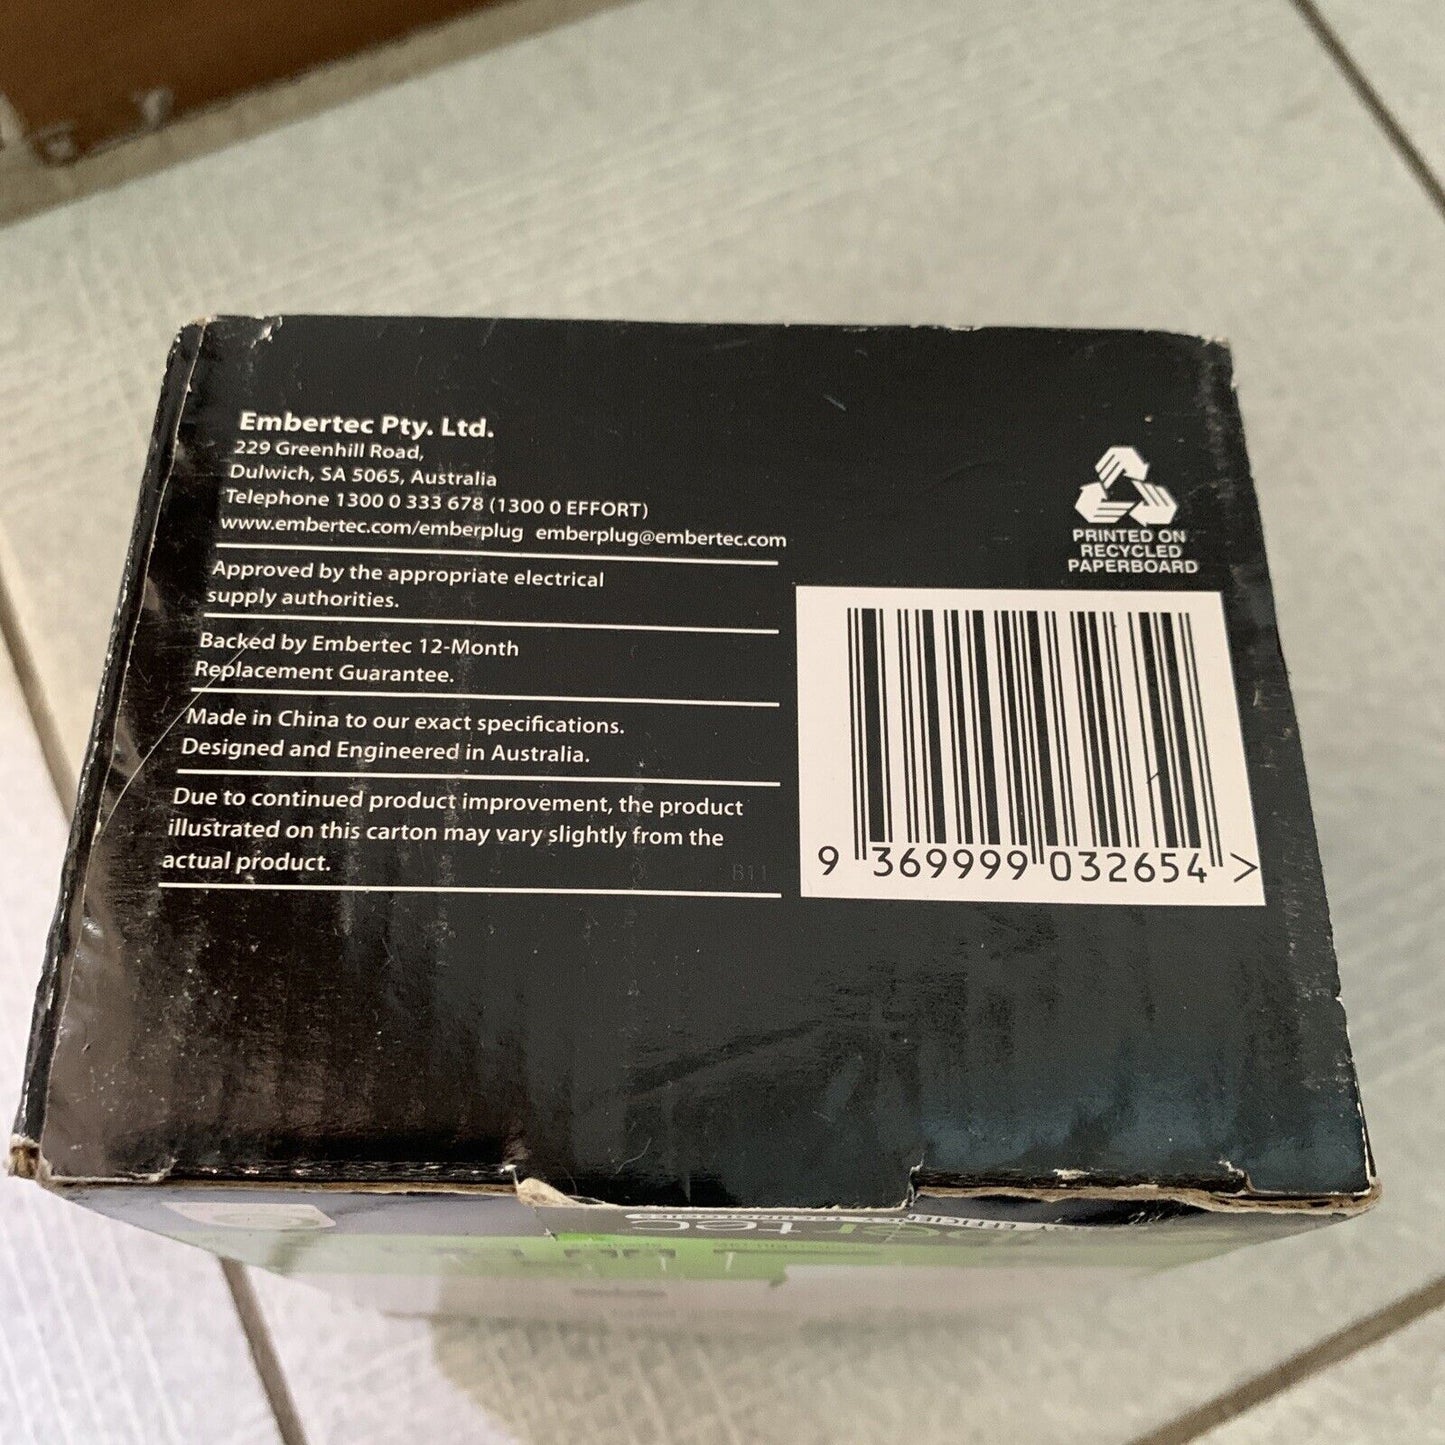 Embertec Pty. Ltd.
229 Greenhill Road,
Dulwich, SA 5065, Australia
Telephone 1300 0 333 678 (1300 0 EFFORT)
www.embertec.com/emberplug emberplug@embertec.com
Approved by the appropriate electrical
supply authorities.
Backed by Embertec 12-Month
Replacement Guarantee.
Made in China to our exact specifications.
Designed and Engineered in Australia.
Due to continued product improvement, the product
illustrated on this carton may vary slightly from the
actual product.
B11
PRINTED ON
RECYCLED
PAPERBOARD
9 369999 032654 >